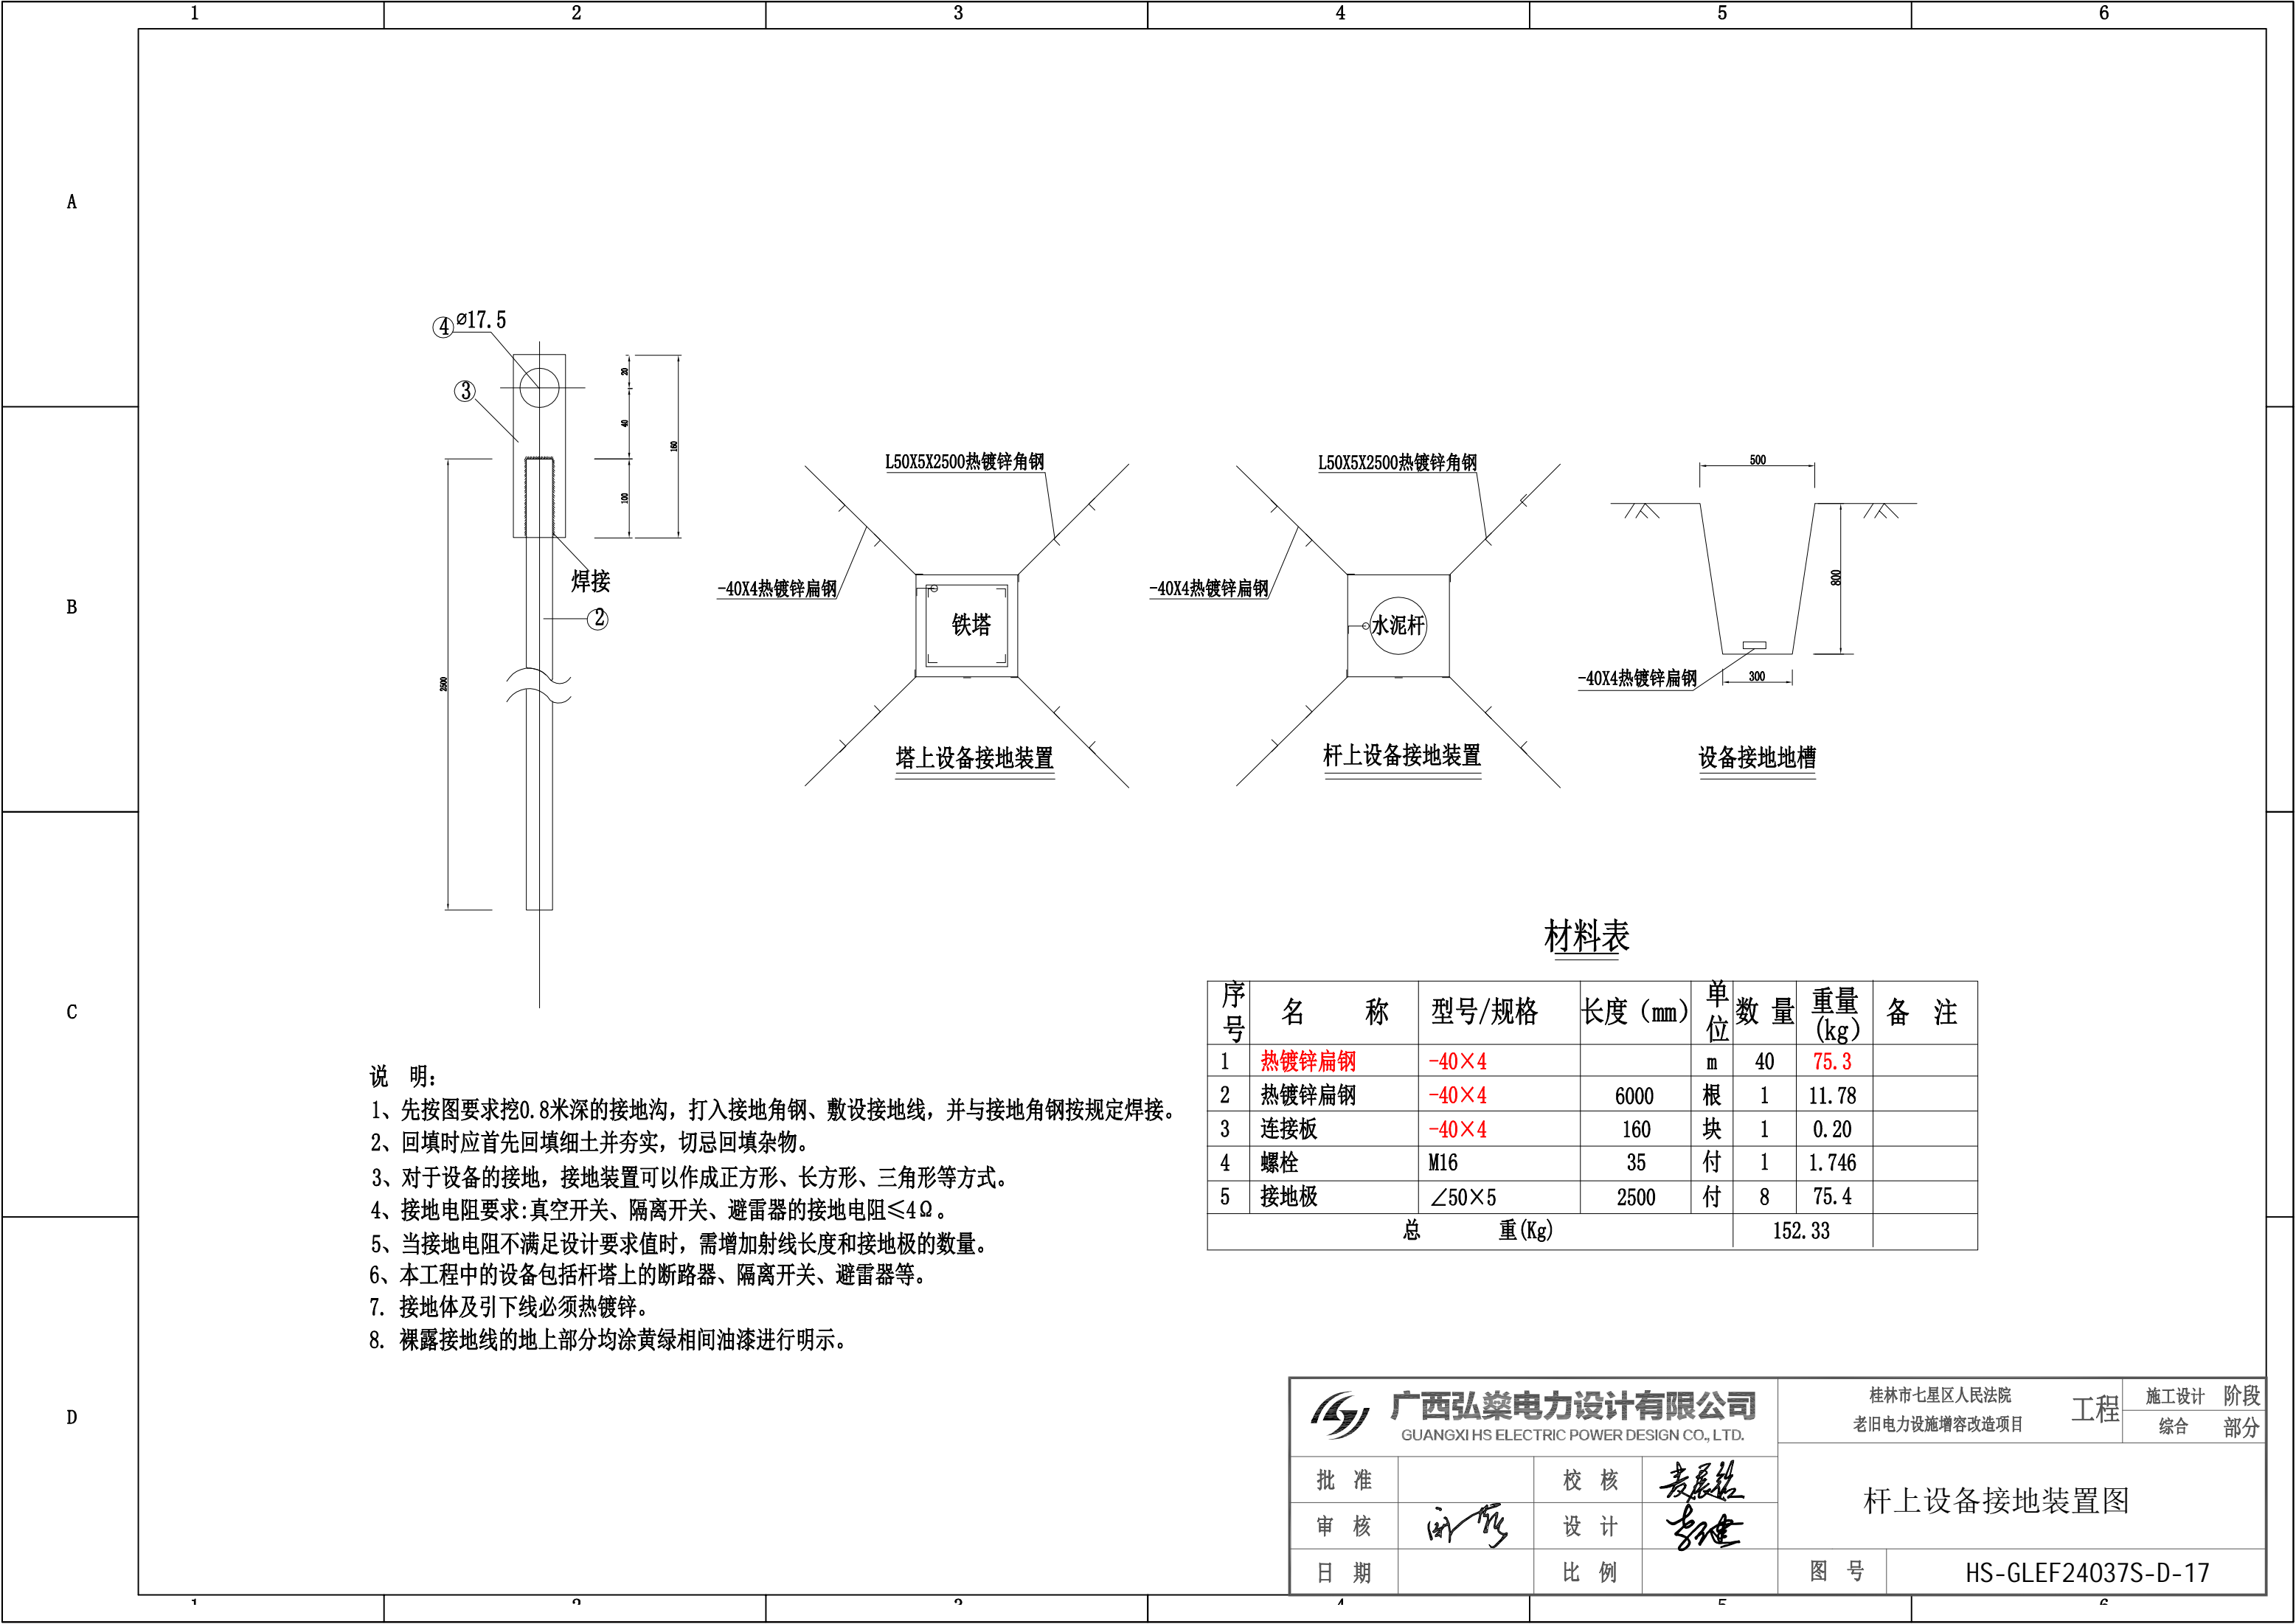 1 2 3 4 5 6
A
B
C
D
④ ⌀17.5
③
20
40
160
100
焊接
②
2500
L50X5X2500热镀锌角钢
-40X4热镀锌扁钢
铁塔
塔上设备接地装置
L50X5X2500热镀锌角钢
-40X4热镀锌扁钢
水泥杆
杆上设备接地装置
500
800
-40X4热镀锌扁钢
300
设备接地地槽
材料表
序号 名 称 型号/规格 长度（mm） 单位 数 量 重量(kg) 备 注
1 热镀锌扁钢 -40×4 m 40 75.3
2 热镀锌扁钢 -40×4 6000 根 1 11.78
3 连接板 -40×4 160 块 1 0.20
4 螺栓 M16 35 付 1 1.746
5 接地极 ∠50×5 2500 付 8 75.4
总 重(Kg) 152.33
说 明:
1、先按图要求挖0.8米深的接地沟，打入接地角钢、敷设接地线，并与接地角钢按规定焊接。
2、回填时应首先回填细土并夯实，切忌回填杂物。
3、对于设备的接地，接地装置可以作成正方形、长方形、三角形等方式。
4、接地电阻要求:真空开关、隔离开关、避雷器的接地电阻≤4Ω。
5、当接地电阻不满足设计要求值时，需增加射线长度和接地极的数量。
6、本工程中的设备包括杆塔上的断路器、隔离开关、避雷器等。
7. 接地体及引下线必须热镀锌。
8. 裸露接地线的地上部分均涂黄绿相间油漆进行明示。
广西弘燊电力设计有限公司
GUANGXI HS ELECTRIC POWER DESIGN CO., LTD.
桂林市七星区人民法院
老旧电力设施增容改造项目
工程
施工设计 阶段
综合 部分
批 准 校 核
审 核 设 计
日 期 比 例
杆上设备接地装置图
图 号 HS-GLEF24037S-D-17
1 2 3 4 5 6